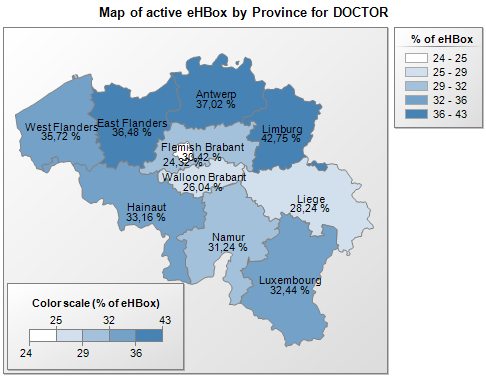 Map of active eHBox by Province for DOCTOR
% of eHBox
24 - 25
25 - 29
29 - 32
32 - 36
36 - 43
Antwerp
37,02 %
West Flanders
35,72 %
East Flanders
36,48 %
Limburg
42,75 %
Flemish Brabant
30,42 %
24,32 %
Walloon Brabant
26,04 %
Hainaut
33,16 %
Liege
28,24 %
Namur
31,24 %
Luxembourg
32,44 %
Color scale (% of eHBox)
25 32 43
24 29 36